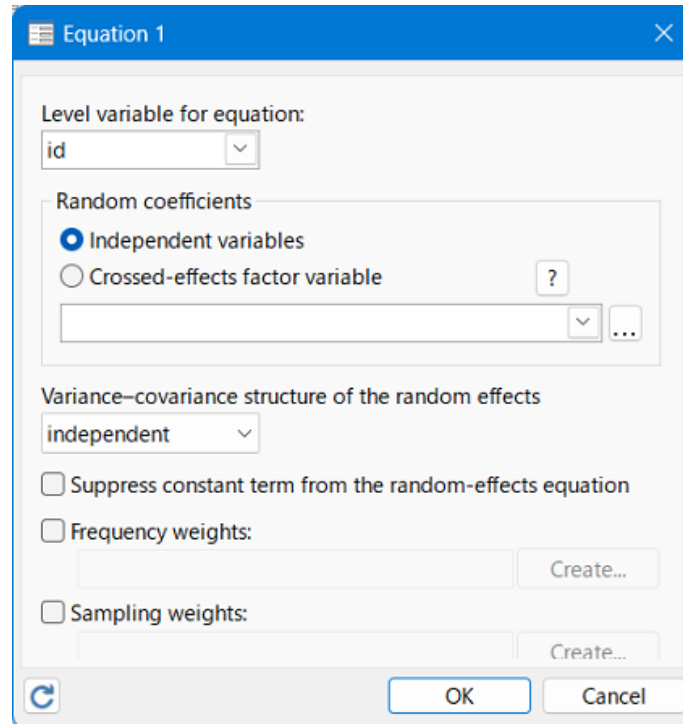 Equation 1
Level variable for equation:
id
Random coefficients
Independent variables
Crossed-effects factor variable
?
...
Variance–covariance structure of the random effects
independent
Suppress constant term from the random-effects equation
Frequency weights:
Create...
Sampling weights:
Create...
OK Cancel